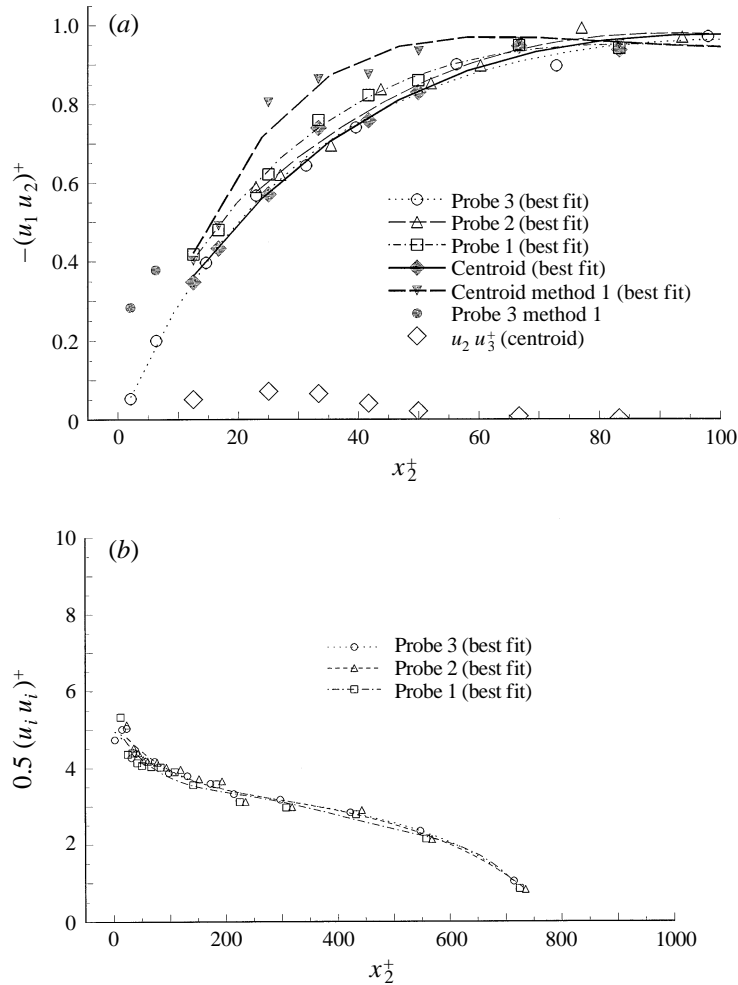 (a)
1.0
0.8
0.6
0.4
0.2
0
−(u₁ u₂)⁺
Probe 3 (best fit)
Probe 2 (best fit)
Probe 1 (best fit)
Centroid (best fit)
Centroid method 1 (best fit)
Probe 3 method 1
u₂ u₃⁺ (centroid)
0 20 40 60 80 100
x₂⁺
(b)
10
8
6
4
2
0
0.5 (uᵢ uᵢ)⁺
Probe 3 (best fit)
Probe 2 (best fit)
Probe 1 (best fit)
0 200 400 600 800 1000
x₂⁺